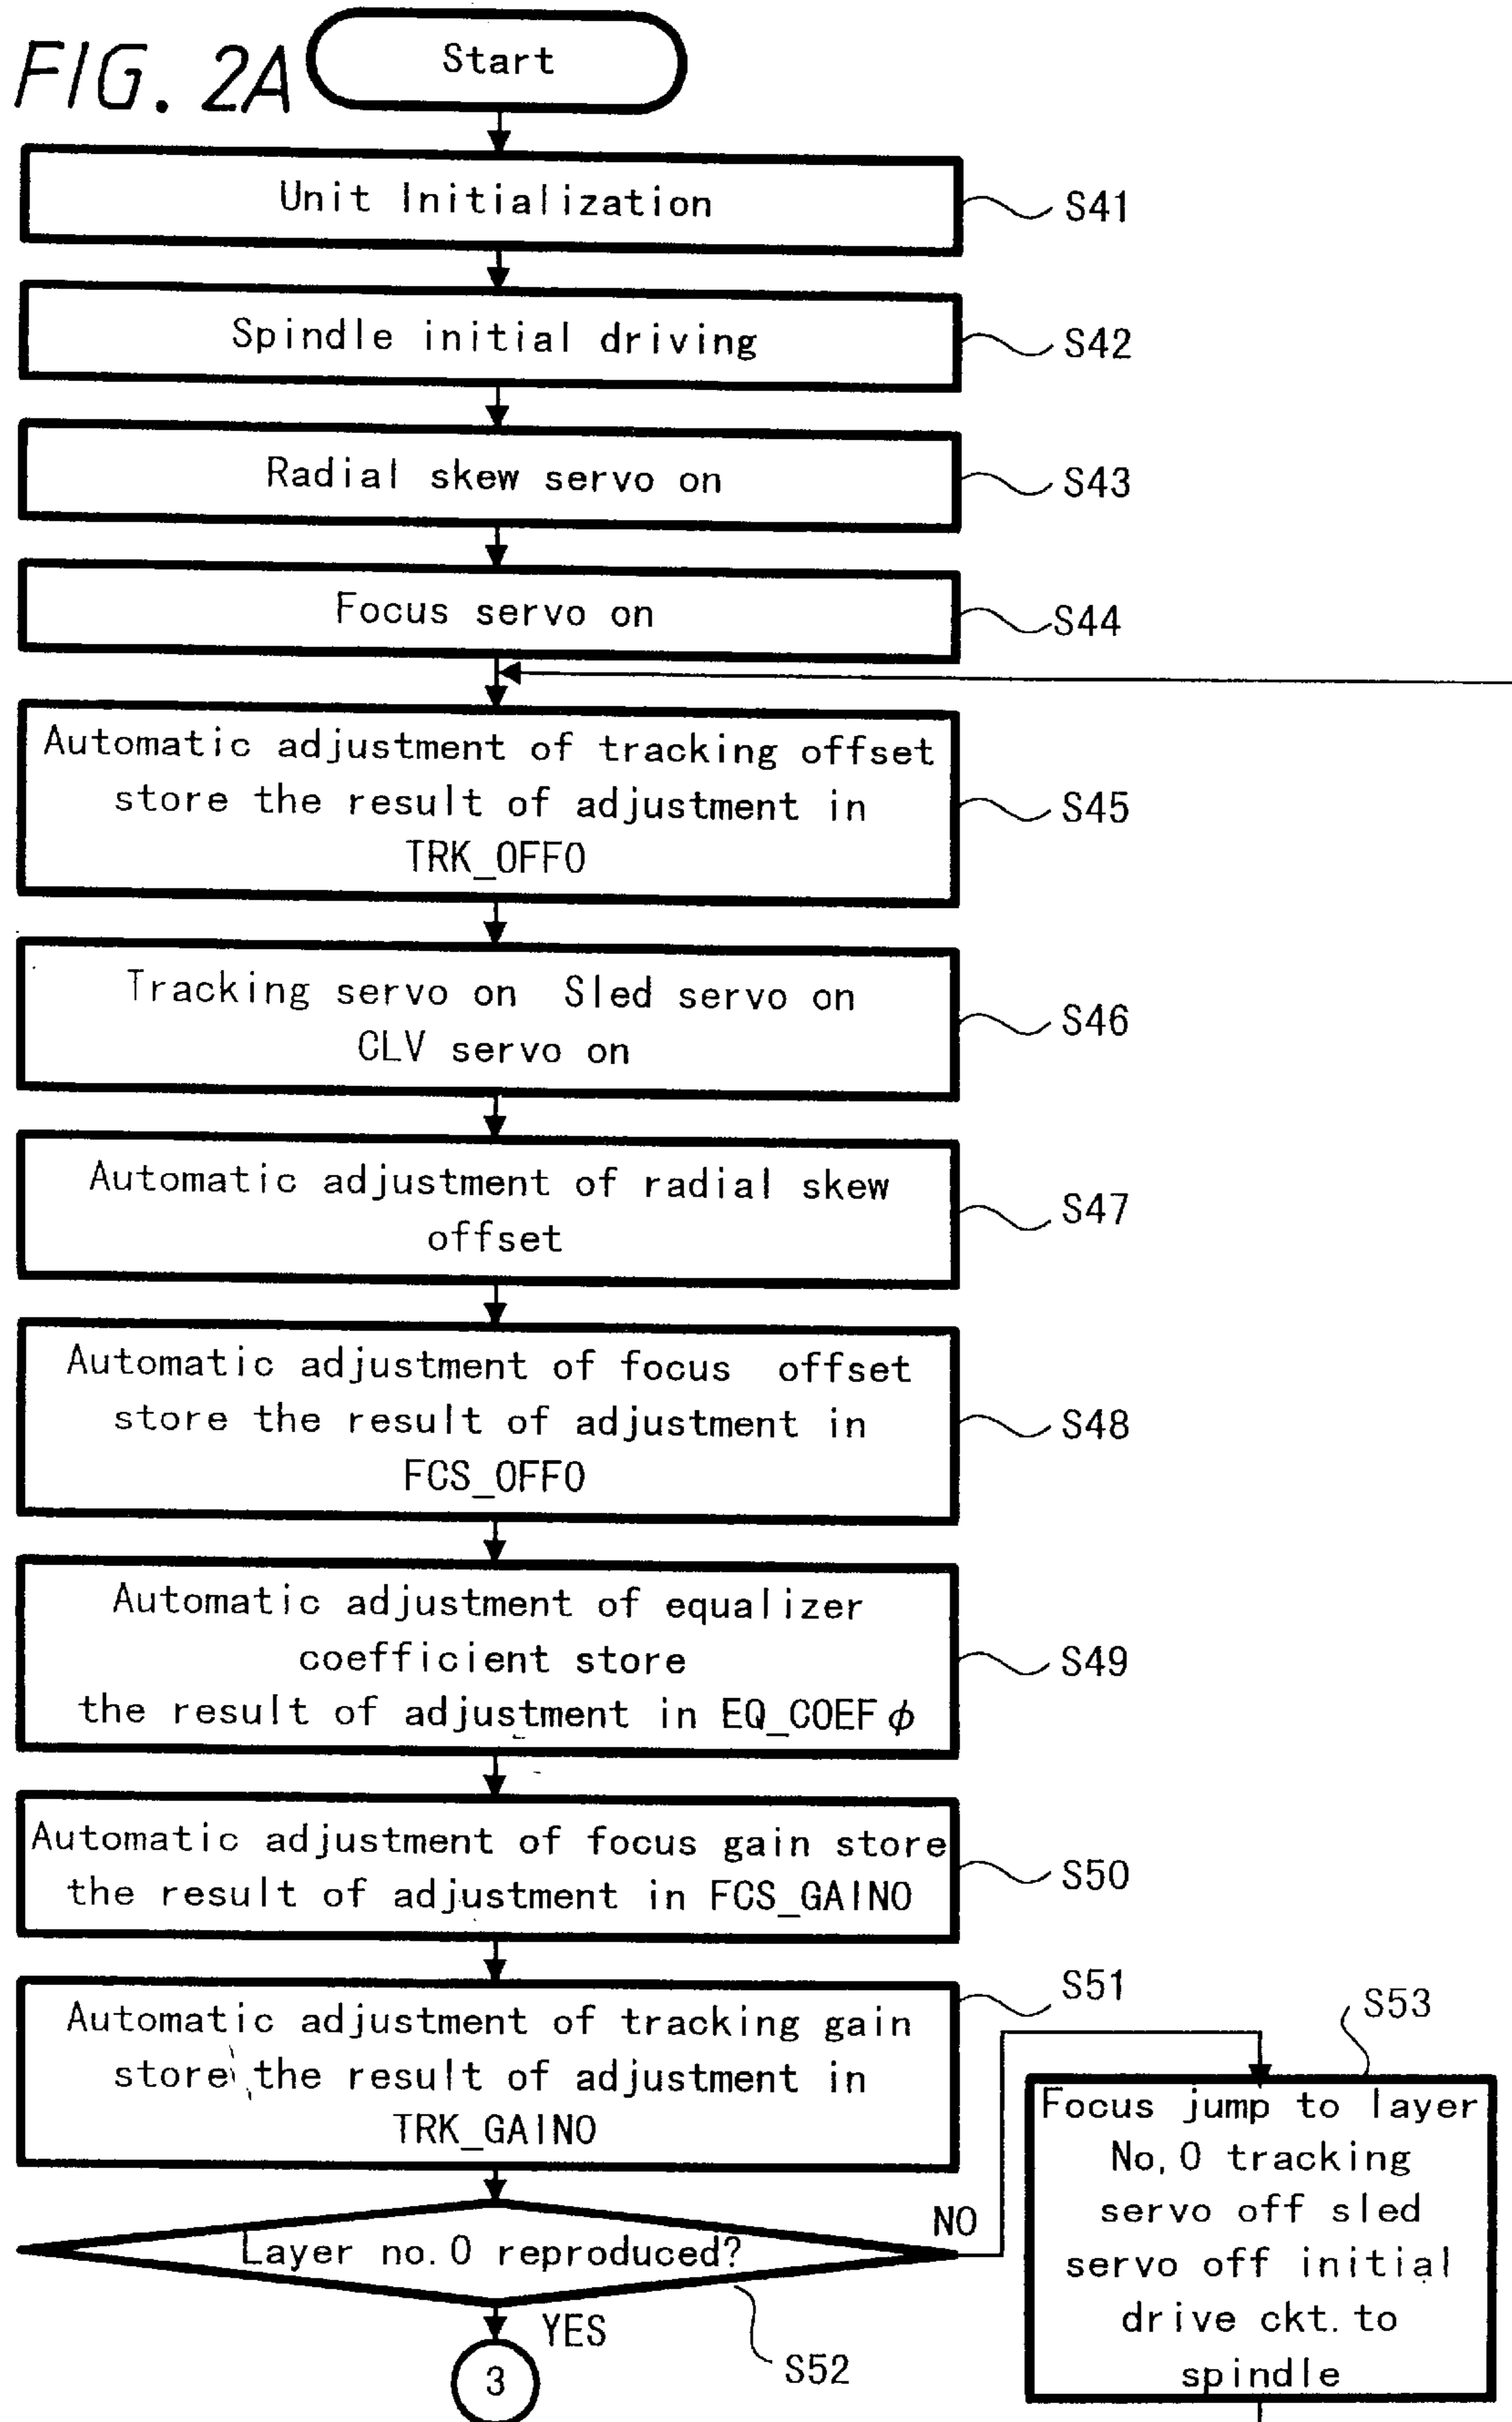 FIG. 2A
Start
Unit Initialization
S41
Spindle initial driving
S42
Radial skew servo on
S43
Focus servo on
S44
Automatic adjustment of tracking offset
store the result of adjustment in
TRK_OFF0
S45
Tracking servo on Sled servo on
CLV servo on
S46
Automatic adjustment of radial skew
offset
S47
Automatic adjustment of focus offset
store the result of adjustment in
FCS_OFF0
S48
Automatic adjustment of equalizer
coefficient store
the result of adjustment in EQ_COEFϕ
S49
Automatic adjustment of focus gain store
the result of adjustment in FCS_GAIN0
S50
Automatic adjustment of tracking gain
store the result of adjustment in
TRK_GAIN0
S51
Layer no.0 reproduced?
NO
YES
S52
3
S53
Focus jump to layer
No,0 tracking
servo off sled
servo off initial
drive ckt. to
spindle